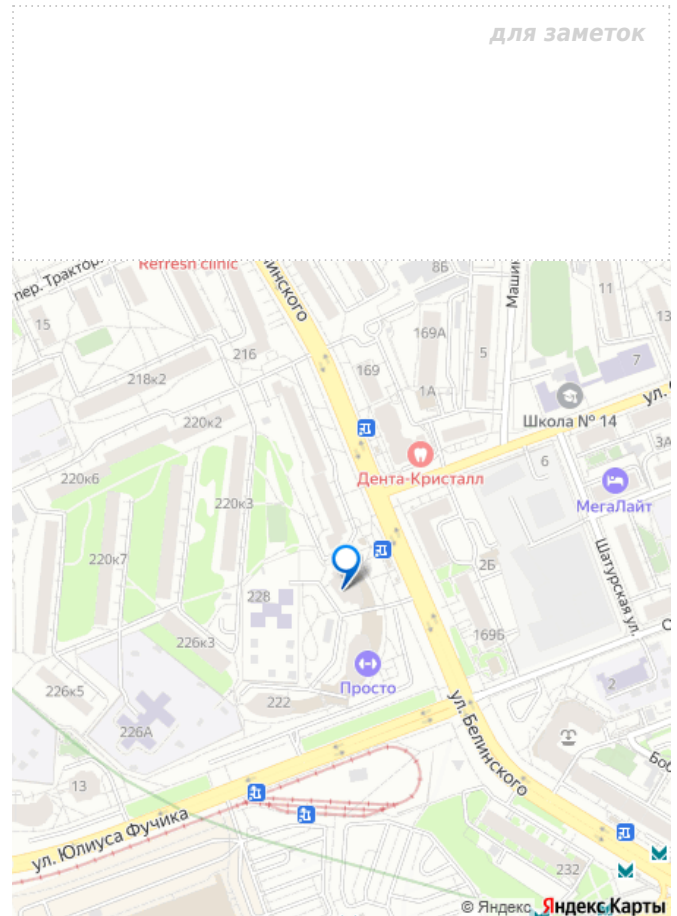 для заметок
Refresh clinic
пер. Трактор
инского
8Б
Машин
11
13
15
216
169А
5
7
218к2
169
1А
ул. С
Школа № 14
220к2
Дента-Кристалл
6
3А
220к6
МегаЛайт
220к3
220к7
2Б
Шатурская ул.
228
169Б
226к3
Просто
2
226к5
222
226А
ул. Белинского
13
ул. Юлиуса Фучика
232
© Яндекс Яндекс Карты